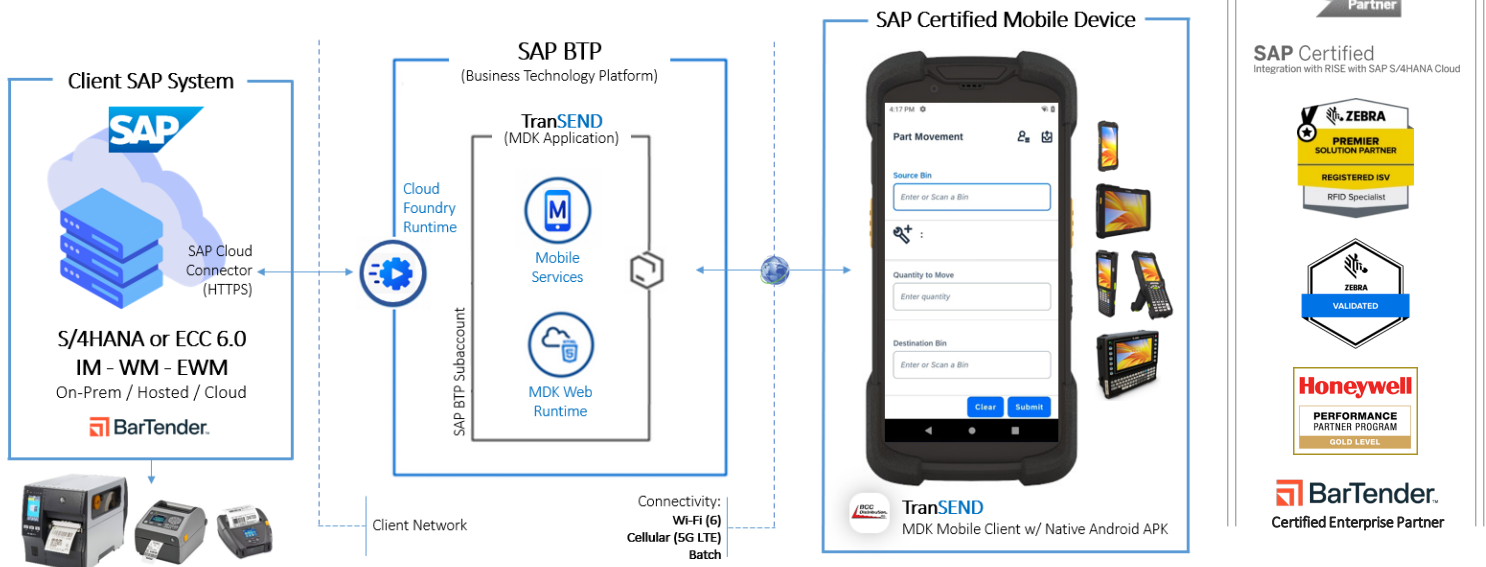 Client SAP System
SAP
SAP Cloud
Connector
(HTTPS)
S/4HANA or ECC 6.0
IM - WM - EWM
On-Prem / Hosted / Cloud
BarTender
SAP BTP
(Business Technology Platform)
TranSEND
(MDK Application)
Cloud
Foundry
Runtime
M
Mobile
Services
5
MDK Web
Runtime
SAP BTP Subaccount
Client Network
Connectivity:
Wi-Fi (6)
Cellular (5G LTE)
Batch
SAP Certified Mobile Device
4:17 PM
Part Movement
Source Bin
Enter or Scan a Bin
:
Quantity to Move
Enter quantity
Destination Bin
Enter or Scan a Bin
Clear
Submit
BCC
Distribution, Inc.
TranSEND
MDK Mobile Client w/ Native Android APK
Partner
SAP Certified
Integration with RISE with SAP S/4HANA Cloud
ZEBRA
PREMIER
SOLUTION PARTNER
REGISTERED ISV
RFID Specialist
ZEBRA
VALIDATED
Honeywell
PERFORMANCE
PARTNER PROGRAM
GOLD LEVEL
BarTender
Certified Enterprise Partner